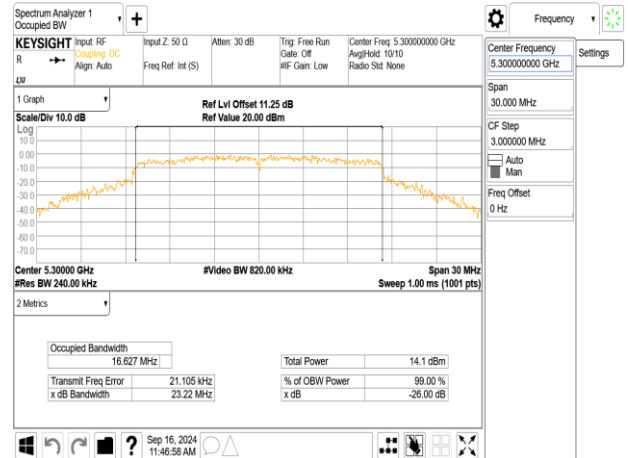 Spectrum Analyzer 1
Occupied BW
Frequency
KEYSIGHT
R
LXI
Input: RF
Coupling: DC
Align: Auto
Input Z: 50 Ω
Freq Ref: Int (S)
Atten: 30 dB
Trig: Free Run
Gate: Off
#IF Gain: Low
Center Freq: 5.300000000 GHz
Avg|Hold: 10/10
Radio Std: None
Center Frequency
5.300000000 GHz
Settings
Span
30.000 MHz
CF Step
3.000000 MHz
Auto
Man
Freq Offset
0 Hz
1 Graph
Scale/Div 10.0 dB
Ref Lvl Offset 11.25 dB
Ref Value 20.00 dBm
Log
10.0
0.00
-10.0
-20.0
-30.0
-40.0
-50.0
-60.0
-70.0
Center 5.30000 GHz
#Res BW 240.00 kHz
#Video BW 820.00 kHz
Span 30 MHz
Sweep 1.00 ms (1001 pts)
2 Metrics
Occupied Bandwidth
16.627 MHz
Total Power 14.1 dBm
Transmit Freq Error 21.105 kHz
% of OBW Power 99.00 %
x dB Bandwidth 23.22 MHz
x dB -26.00 dB
?
Sep 16, 2024
11:46:58 AM